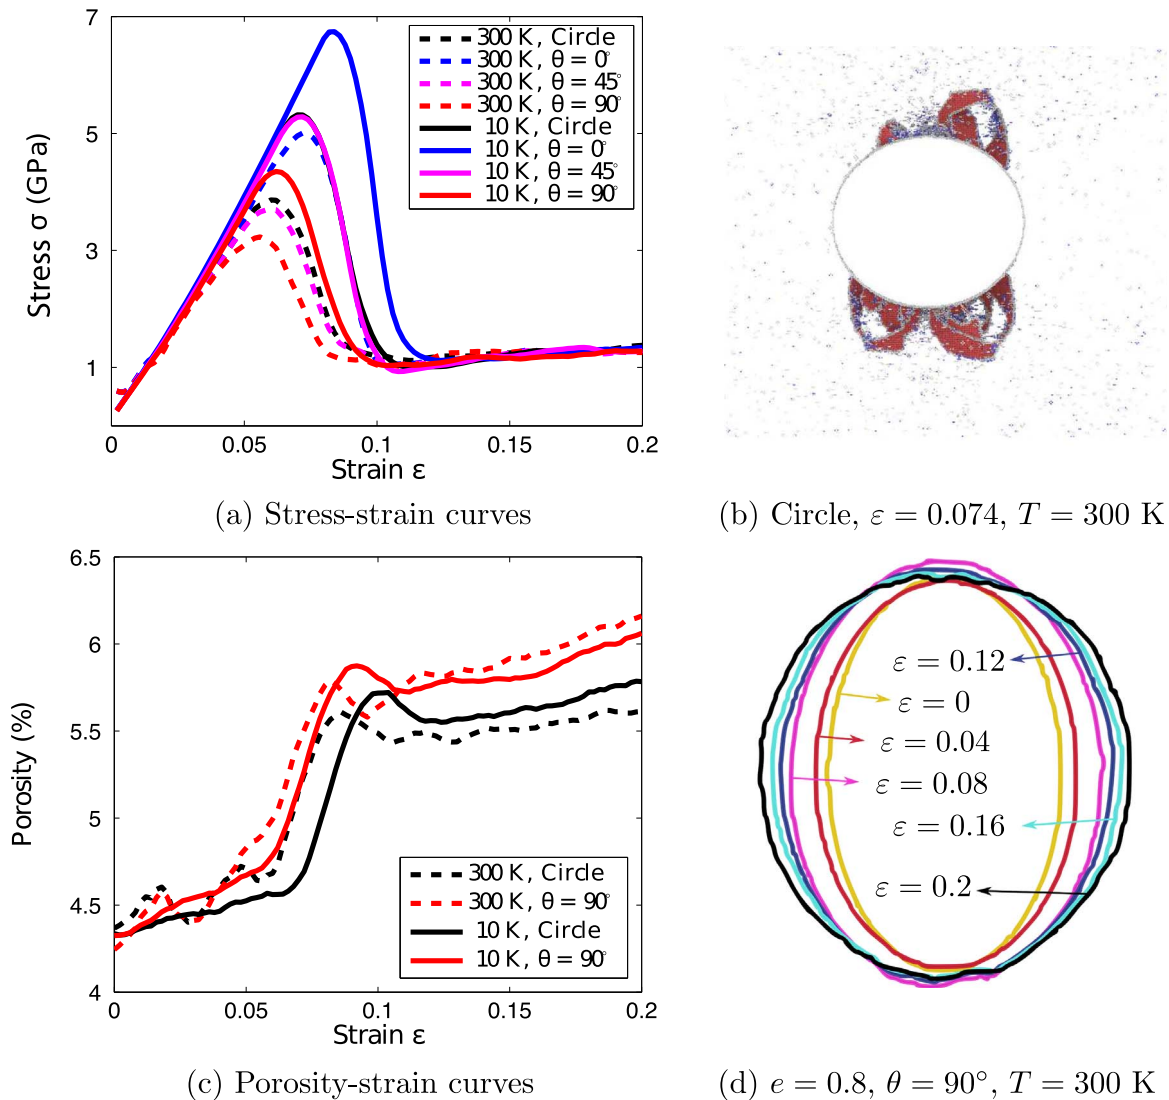 7
5
3
1
Stress σ (GPa)
300 K, Circle
300 K, θ = 0°
300 K, θ = 45°
300 K, θ = 90°
10 K, Circle
10 K, θ = 0°
10 K, θ = 45°
10 K, θ = 90°
0 0.05 0.1 0.15 0.2
Strain ε
(a) Stress-strain curves
(b) Circle, ε = 0.074, T = 300 K
6.5
6
5.5
5
4.5
4
Porosity (%)
300 K, Circle
300 K, θ = 90°
10 K, Circle
10 K, θ = 90°
0 0.05 0.1 0.15 0.2
Strain ε
(c) Porosity-strain curves
ε = 0.12
ε = 0
ε = 0.04
ε = 0.08
ε = 0.16
ε = 0.2
(d) e = 0.8, θ = 90°, T = 300 K